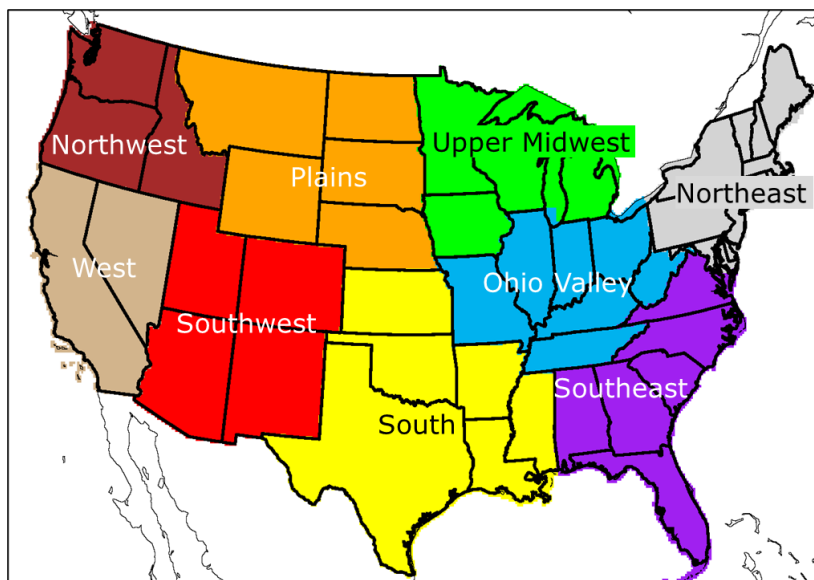 Upper Midwest
Northwest
Plains
Northeast
West
Ohio Valley
Southwest
Southeast
South